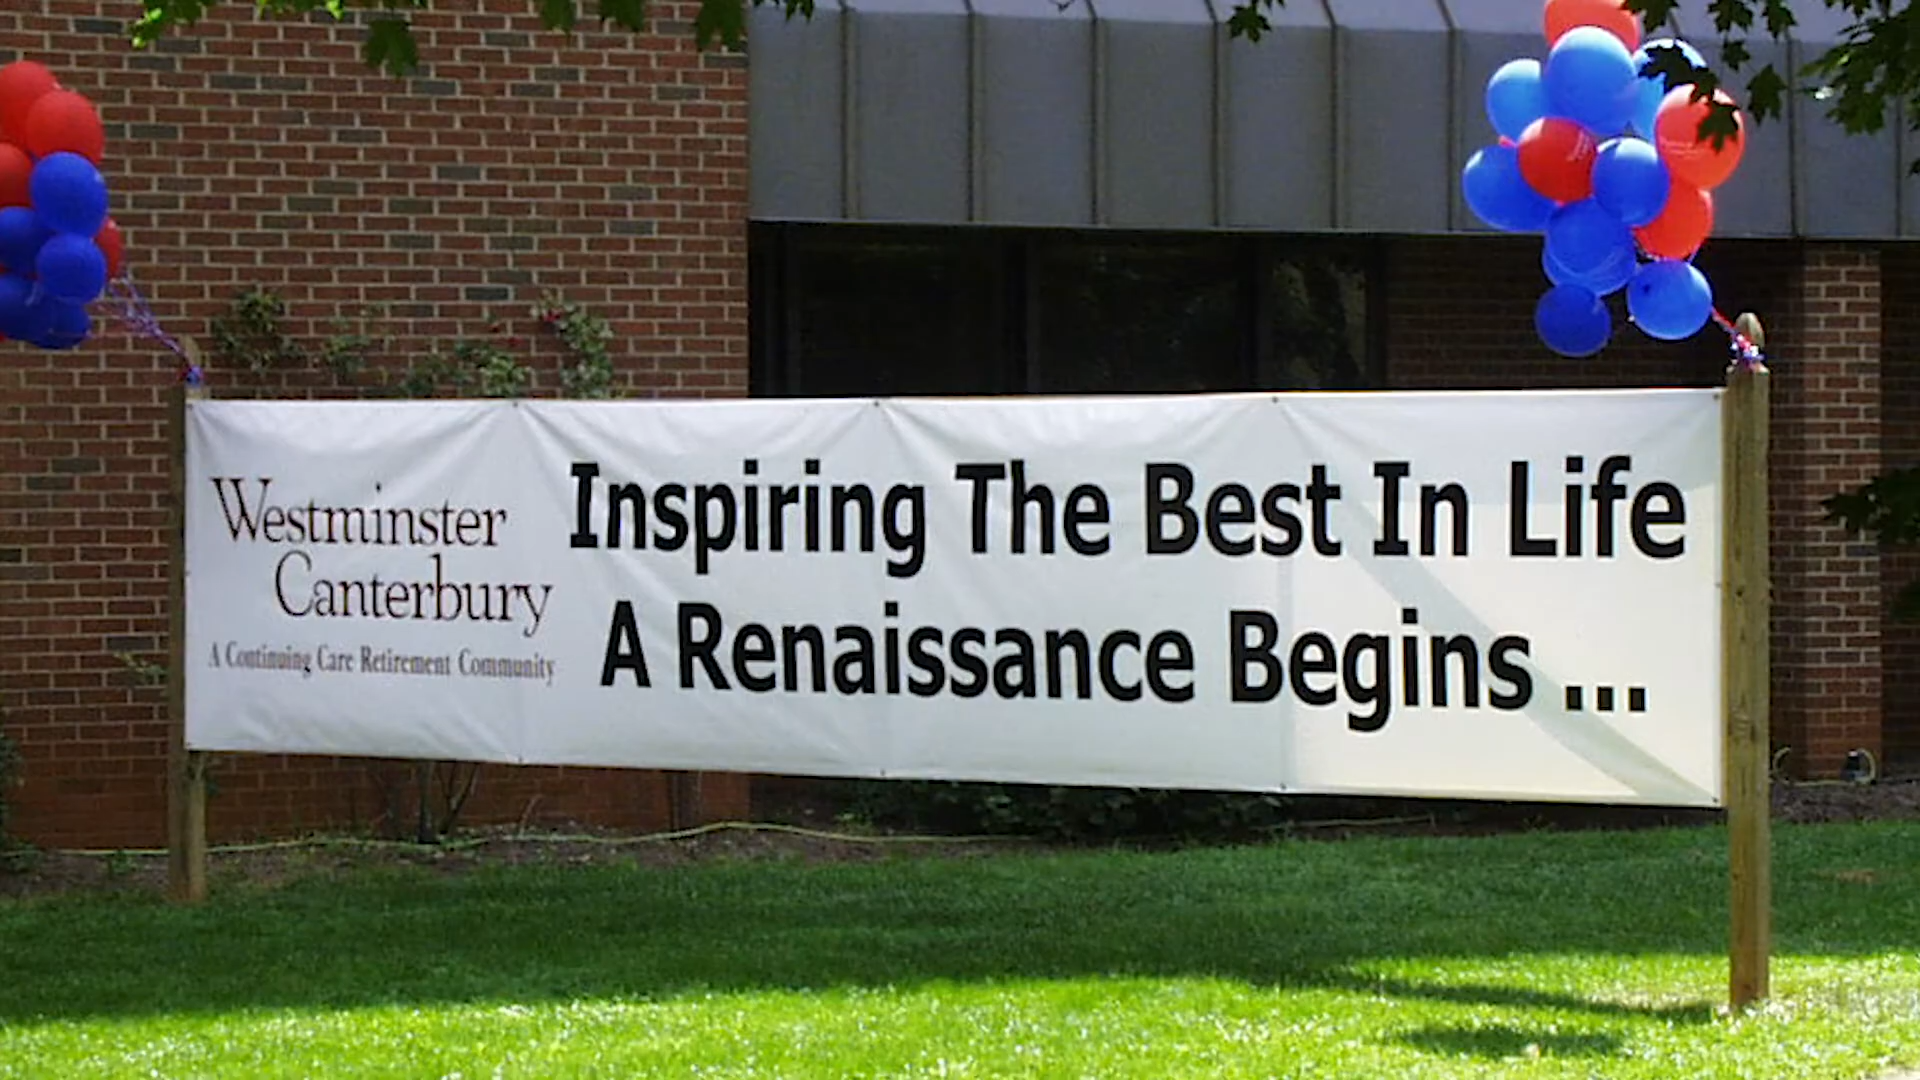 Westminster
Canterbury
A Continuing Care Retirement Community
Inspiring The Best In Life
A Renaissance Begins ...